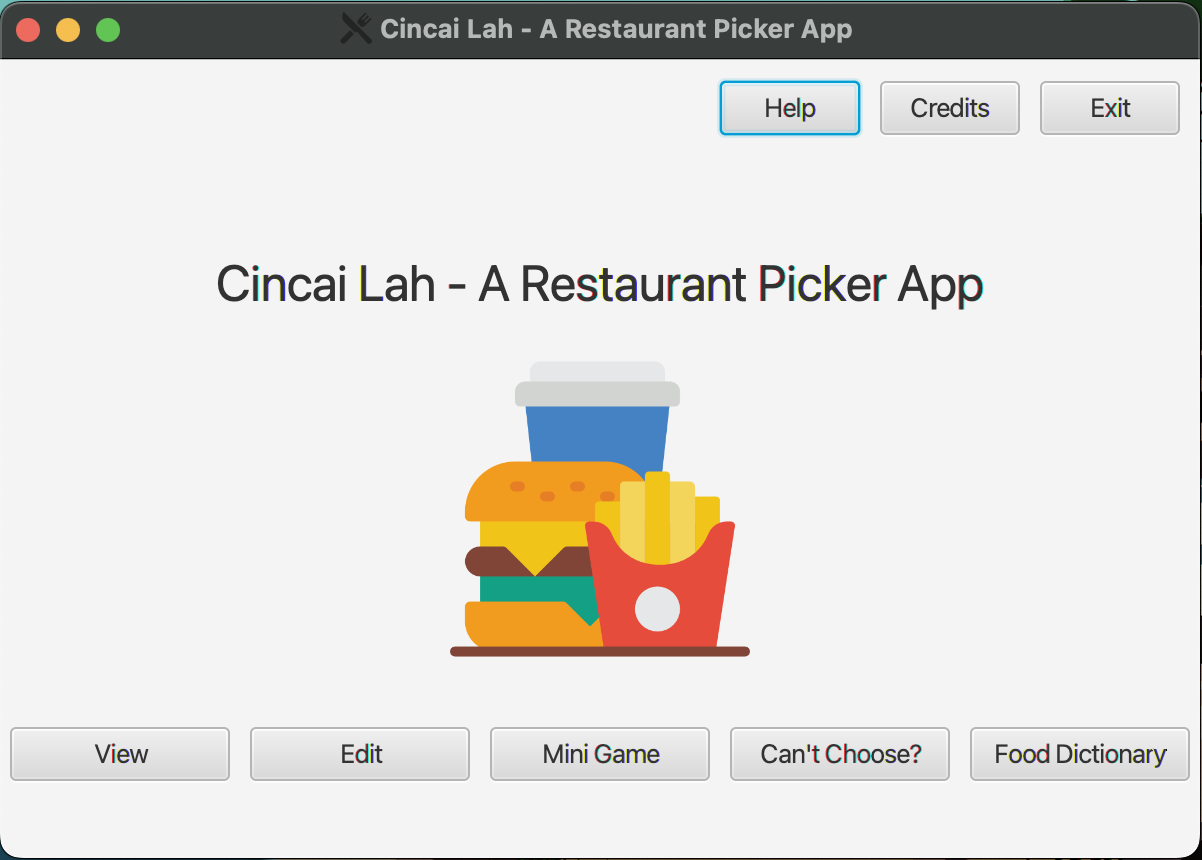 Cincai Lah - A Restaurant Picker App
Help Credits Exit
Cincai Lah - A Restaurant Picker App
View Edit Mini Game Can't Choose? Food Dictionary